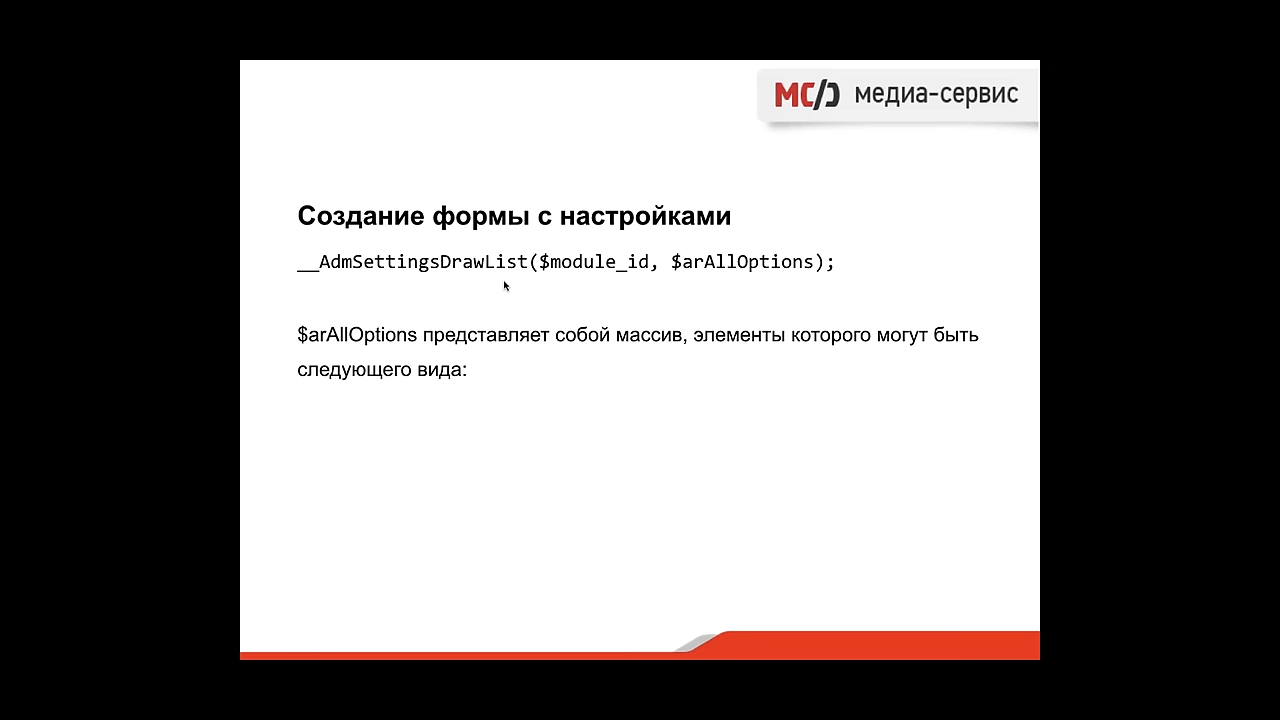 МС/Ɔ медиа-сервис
Создание формы с настройками
__AdmSettingsDrawList($module_id, $arAllOptions);
$arAllOptions представляет собой массив, элементы которого могут быть
следующего вида: